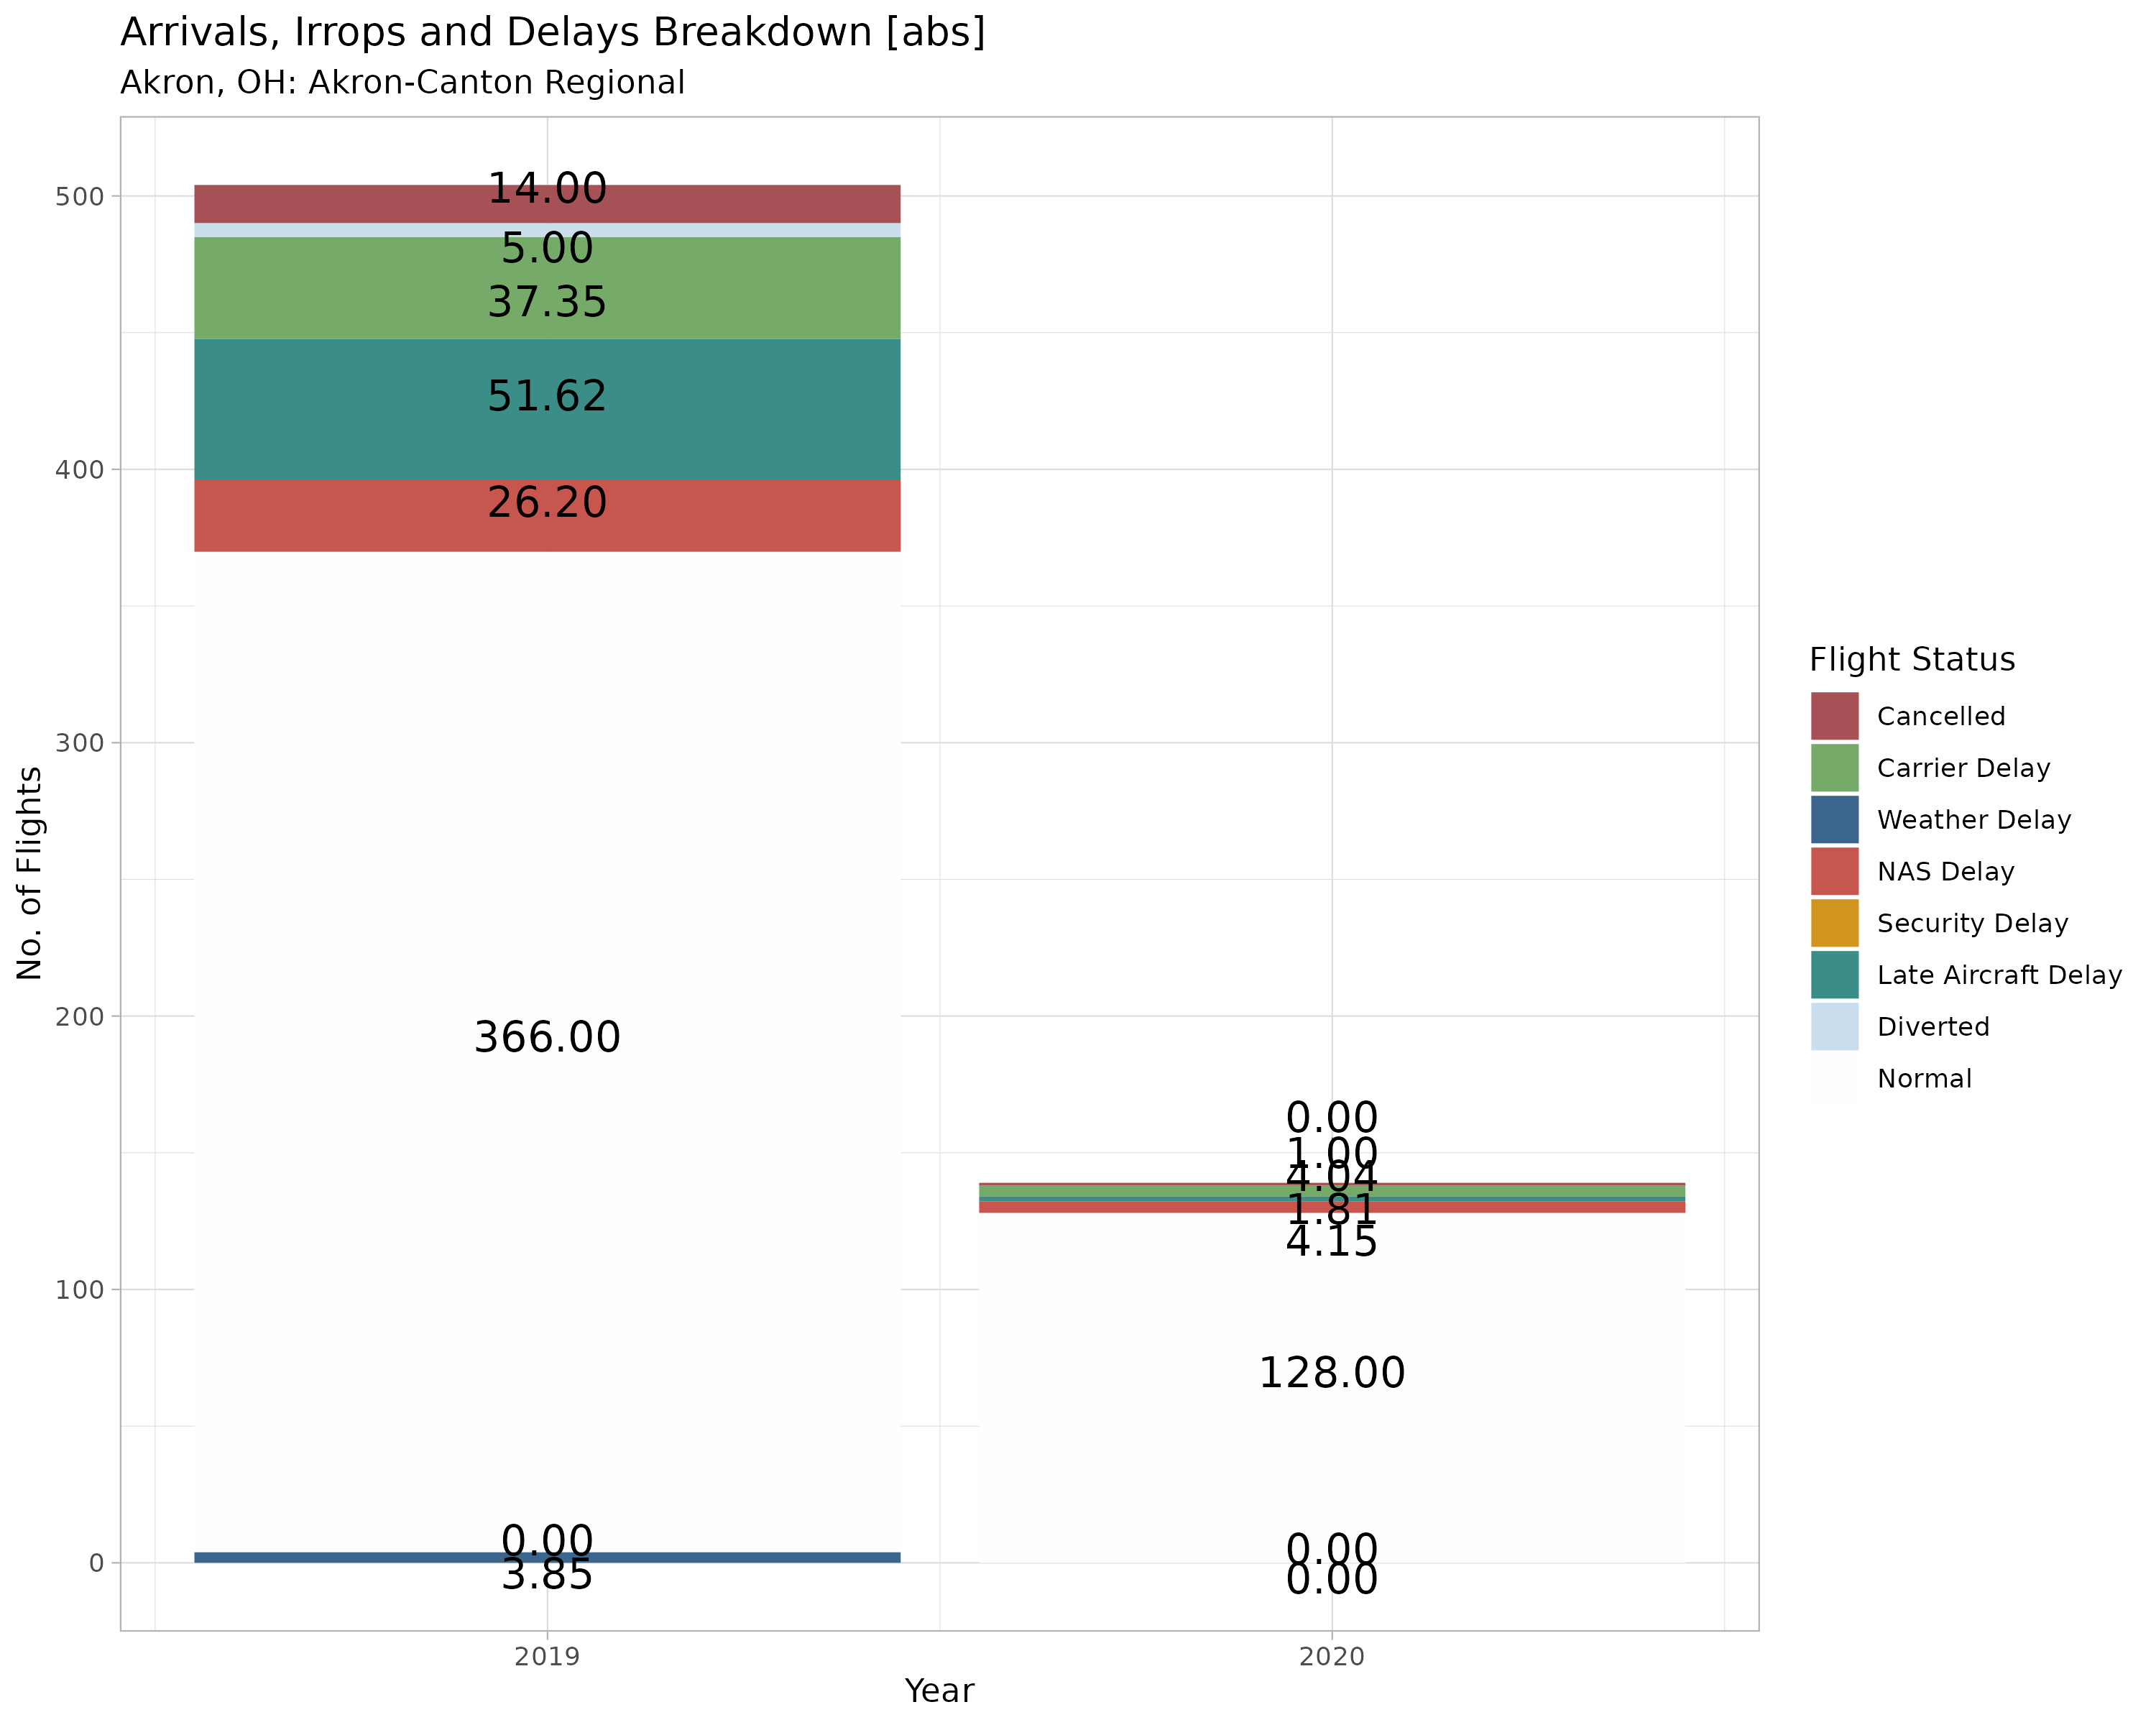 Arrivals, Irrops and Delays Breakdown [abs]
Akron, OH: Akron-Canton Regional
No. of Flights
500
400
300
200
100
0
14.00
5.00
37.35
51.62
26.20
366.00
0.00
3.85
0.00
1.00
4.04
1.81
4.15
128.00
0.00
0.00
2019
2020
Year
Flight Status
Cancelled
Carrier Delay
Weather Delay
NAS Delay
Security Delay
Late Aircraft Delay
Diverted
Normal